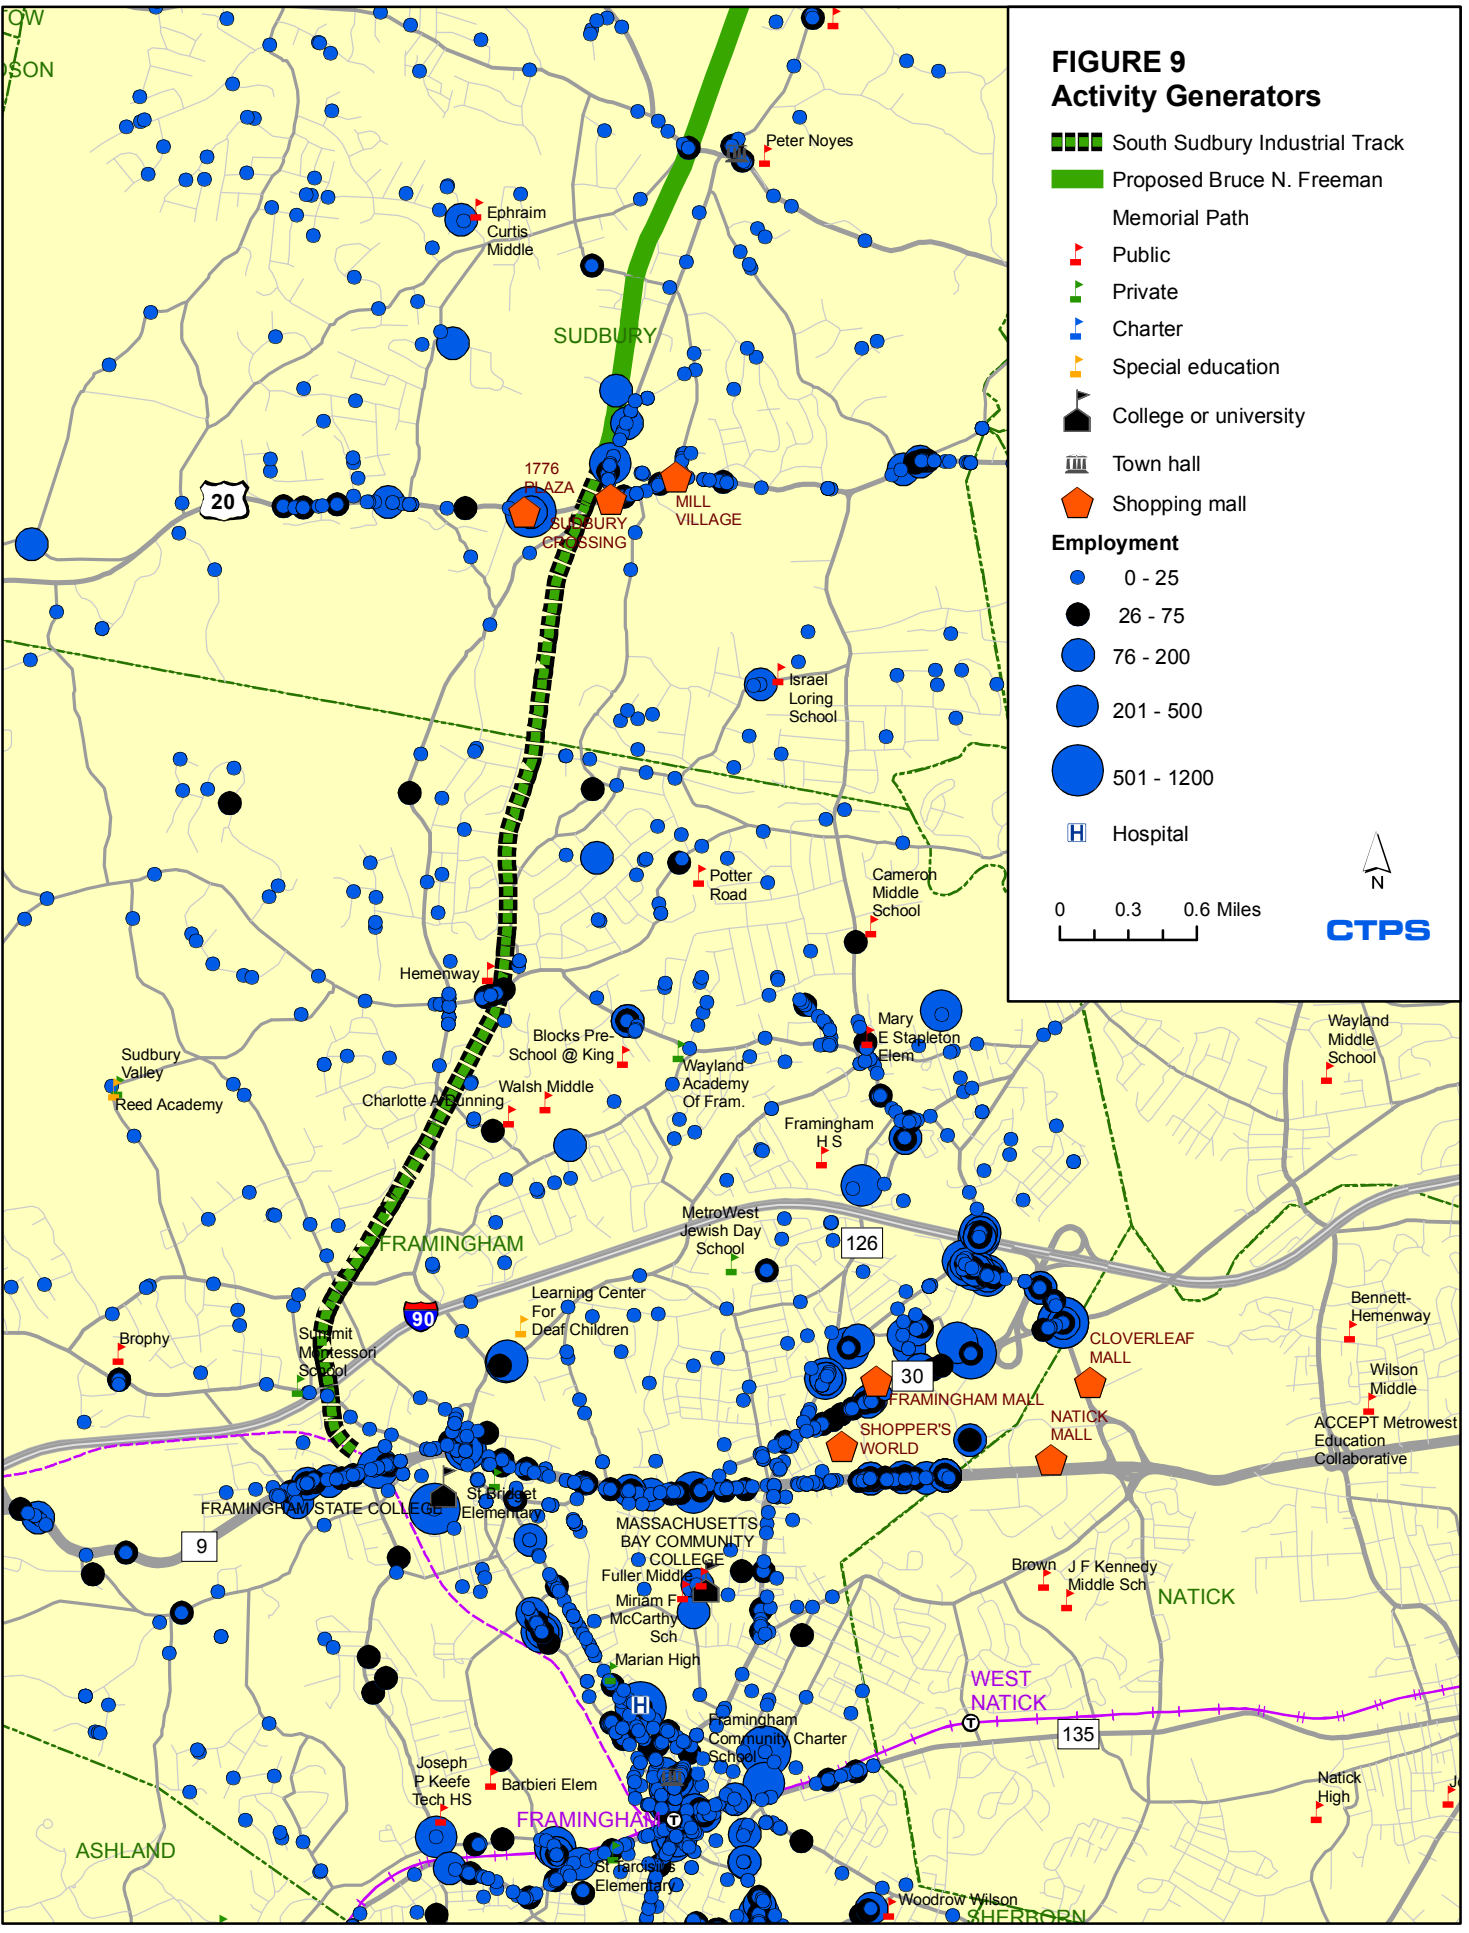 OW
DSON
FIGURE 9
Activity Generators
South Sudbury Industrial Track
Proposed Bruce N. Freeman
Memorial Path
Public
Private
Charter
Special education
College or university
Town hall
Shopping mall
Employment
0 - 25
26 - 75
76 - 200
201 - 500
501 - 1200
H Hospital
N
0 0.3 0.6 Miles
CTPS
Peter Noyes
Ephraim
Curtis
Middle
SUDBURY
1776
PLAZA
20
MILL
VILLAGE
SUDBURY
CROSSING
Israel
Loring
School
Potter
Road
Cameron
Middle
School
Hemenway
Blocks Pre-
School @ King
Mary
E Stapleton
Elem
Wayland
Middle
School
Sudbury
Valley
Reed Academy
Wayland
Academy
Of Fram.
Walsh Middle
Charlotte A Dunning
Framingham
H S
MetroWest
Jewish Day
School
126
FRAMINGHAM
90
Learning Center
For
Deaf Children
Bennett-
Hemenway
Brophy
Summit
Montessori
School
CLOVERLEAF
MALL
30
Wilson
Middle
FRAMINGHAM MALL
NATICK
MALL
SHOPPER'S
WORLD
ACCEPT Metrowest
Education
Collaborative
FRAMINGHAM STATE COLLEGE
St Bridget
Elementary
9
MASSACHUSETTS
BAY COMMUNITY
COLLEGE
Fuller Middle
Miriam F
McCarthy
Sch
Brown
J F Kennedy
Middle Sch
NATICK
Marian High
H
WEST
NATICK
T
135
Framingham
Community Charter
School
Joseph
P Keefe
Tech HS
Barbieri Elem
Natick
High
FRAMINGHAM
T
ASHLAND
St Tarcisius
Elementary
Woodrow Wilson
SHERBORN